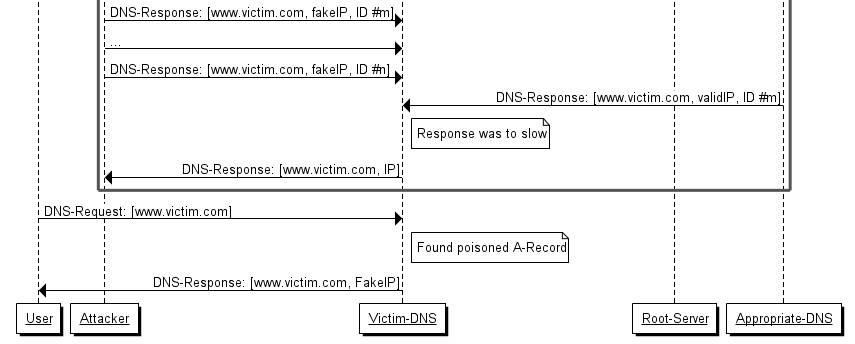 DNS-Response: [www.victim.com, fakeIP, ID #m]
...
DNS-Response: [www.victim.com, fakeIP, ID #n]
DNS-Response: [www.victim.com, validIP, ID #m]
Response was to slow
DNS-Response: [www.victim.com, IP]
DNS-Request: [www.victim.com]
Found poisoned A-Record
DNS-Response: [www.victim.com, FakeIP]
User Attacker Victim-DNS Root-Server Appropriate-DNS